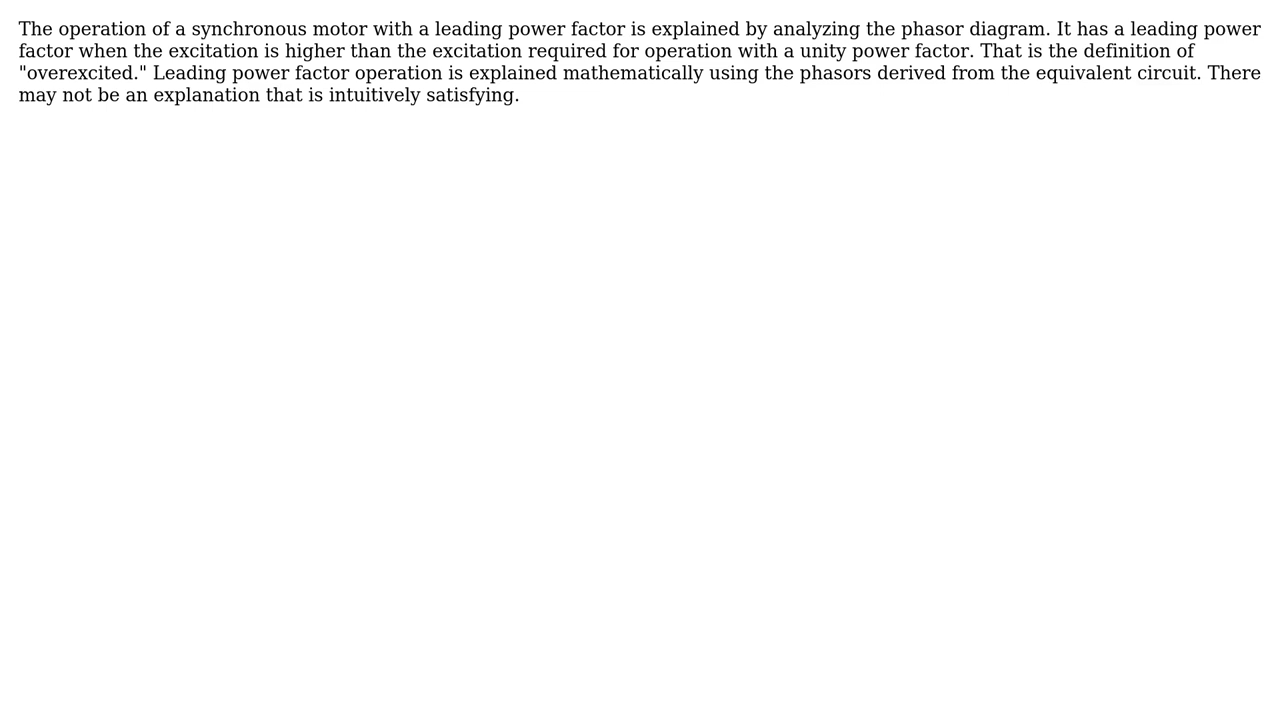 The operation of a synchronous motor with a leading power factor is explained by analyzing the phasor diagram. It has a leading power
factor when the excitation is higher than the excitation required for operation with a unity power factor. That is the definition of
"overexcited." Leading power factor operation is explained mathematically using the phasors derived from the equivalent circuit. There
may not be an explanation that is intuitively satisfying.